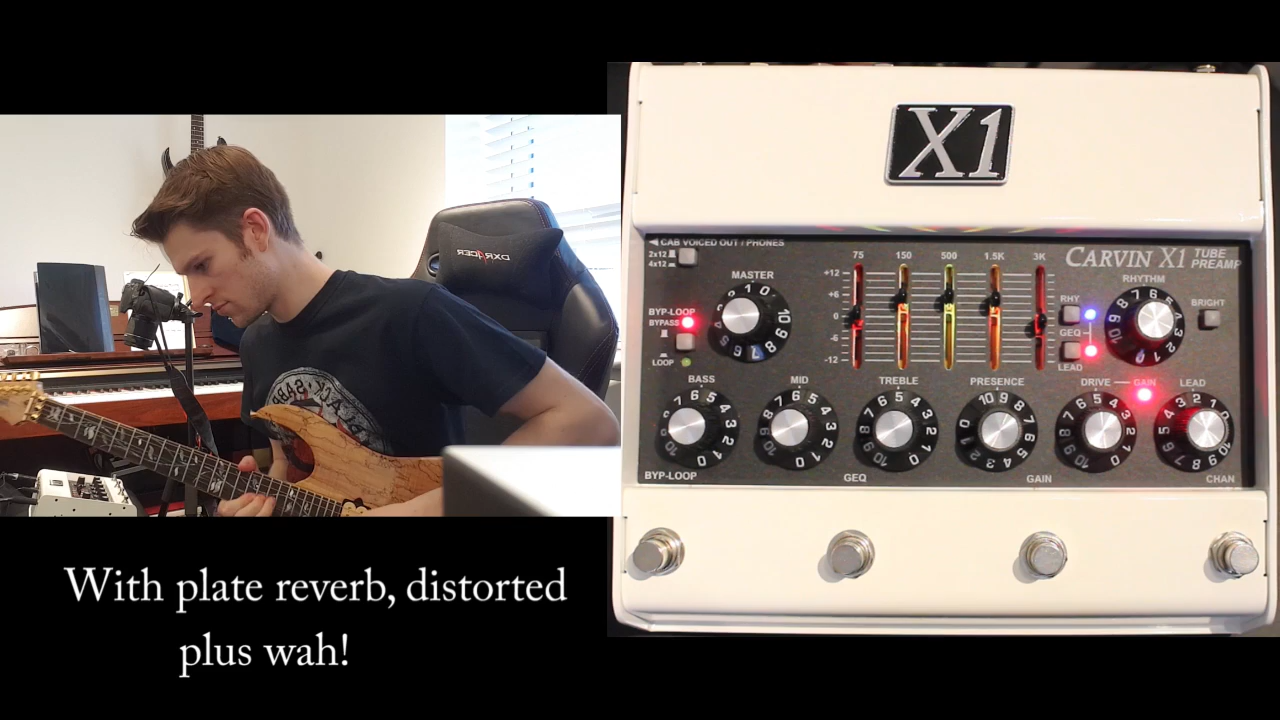 X1
CAB VOICED OUT / PHONES
2x12
4x12
MASTER
BYP-LOOP
BYPASS
LOOP
75 150 500 1.5K 3K
+12
+6
0
-6
-12
CARVIN X1 TUBE PREAMP
RHYTHM
RHY
GEQ
LEAD
BRIGHT
BASS MID TREBLE PRESENCE DRIVE GAIN LEAD
BYP-LOOP GEQ GAIN CHAN
DXRACER
BLACK SABB
With plate reverb, distorted
plus wah!